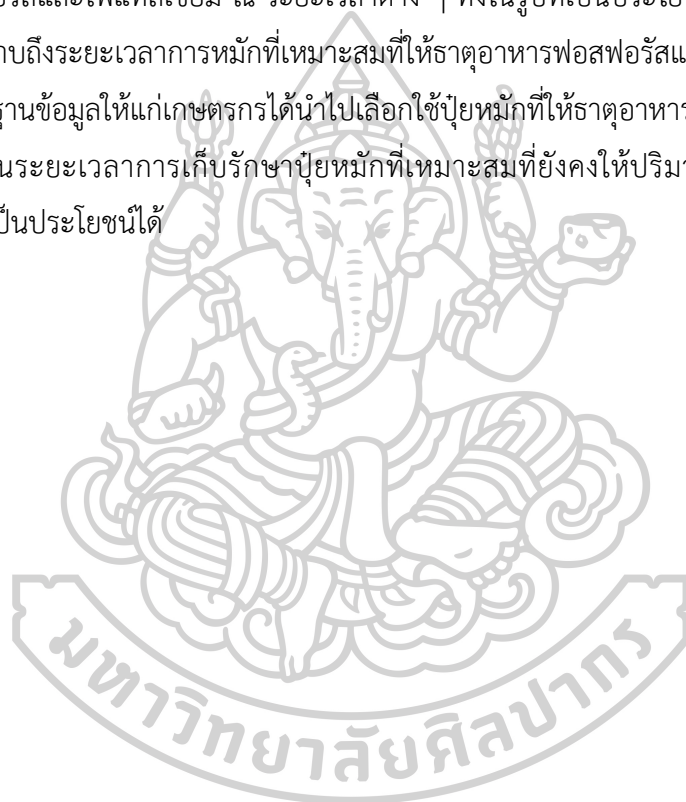 และโพแทสเซียม ณ ระยะเวลาต่าง ๆ ทั้งในรูปที่เป็นประโย
ถึงระยะเวลาการหมักที่เหมาะสมที่ให้ธาตุอาหารฟอสฟอรัสแ
ข้อมูลให้แก่เกษตรกรได้นำไปเลือกใช้ปุ๋ยหมักที่ให้ธาตุอาหาร
ระยะเวลาการเก็บรักษาปุ๋ยหมักที่เหมาะสมที่ยังคงให้ปริมา
ป็นประโยชน์ได้
มหาวิทยาลัยศิลปากร